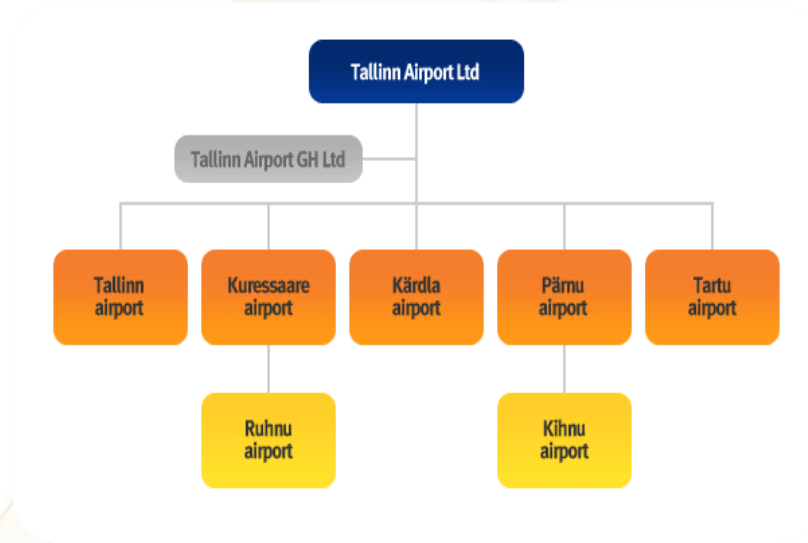 Tallinn Airport Ltd
Tallinn Airport GH Ltd
Tallinn
airport
Kuressaare
airport
Kärdla
airport
Pärnu
airport
Tartu
airport
Ruhnu
airport
Kihnu
airport